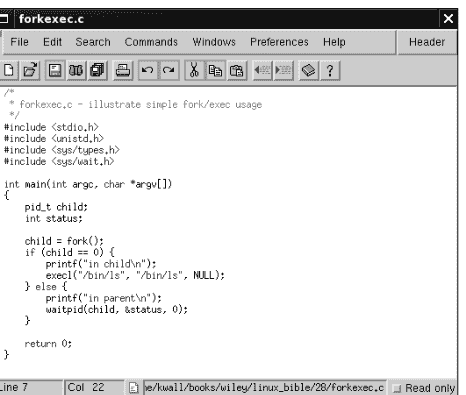 forkexec.c
File Edit Search Commands Windows Preferences Help Header
/*
 * forkexec.c - illustrate simple fork/exec usage
 */
#include <stdio.h>
#include <unistd.h>
#include <sys/types.h>
#include <sys/wait.h>
int main(int argc, char *argv[])
{
    pid_t child;
    int status;
    child = fork();
    if (child == 0) {
        printf("in child\n");
        execl("/bin/ls", "/bin/ls", NULL);
    } else {
        printf("in parent\n");
        waitpid(child, &status, 0);
    }
    return 0;
}
Line 7 Col 22 e/kwall/books/wiley/linux_bible/28/forkexec.c Read only